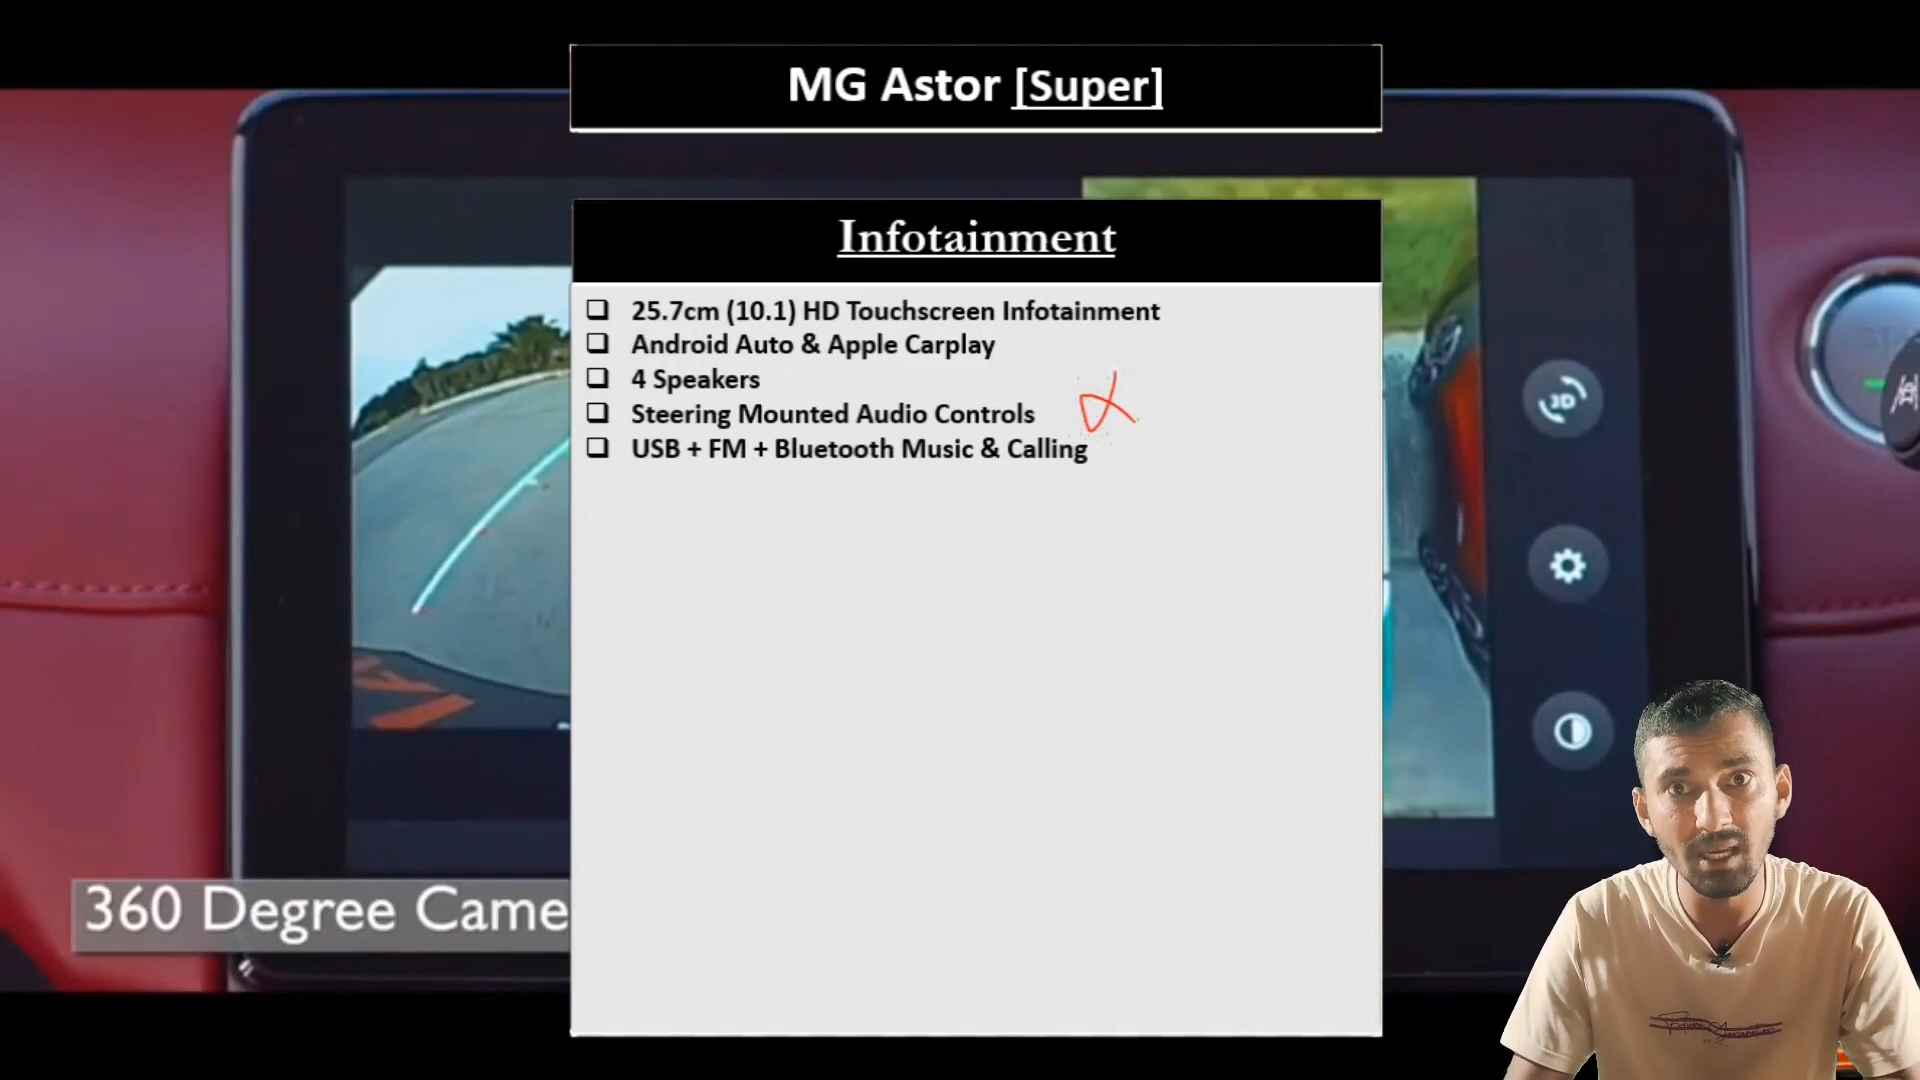 MG Astor [Super]
Infotainment
25.7cm (10.1) HD Touchscreen Infotainment
Android Auto & Apple Carplay
4 Speakers
Steering Mounted Audio Controls
USB + FM + Bluetooth Music & Calling
3D
360 Degree Came